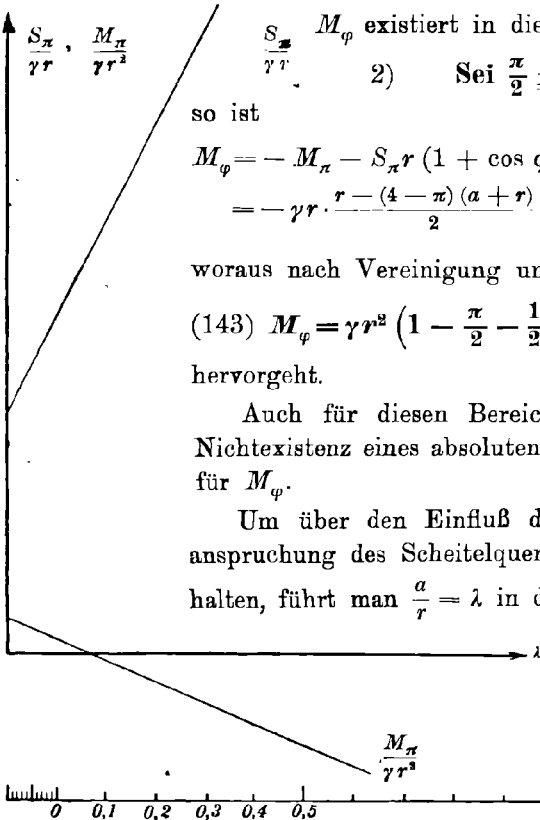 S_π/γr, M_π/γr²
S_π/γr
M_φ existiert in die
2) Sei π/2
so ist
M_φ = − M_π − S_π r (1 + cos
= − γr · (r − (4 − π)(a + r))/2
woraus nach Vereinigung
(143) M_φ = γr² (1 − π/2 − 1/2
hervorgeht.
Auch für diesen Bereic
Nichtexistenz eines absoluten
für M_φ.
Um über den Einfluß d
anspruchung des Scheitelquer
halten, führt man a/r = λ in d
λ
M_π/γr²
0 0,1 0,2 0,3 0,4 0,5